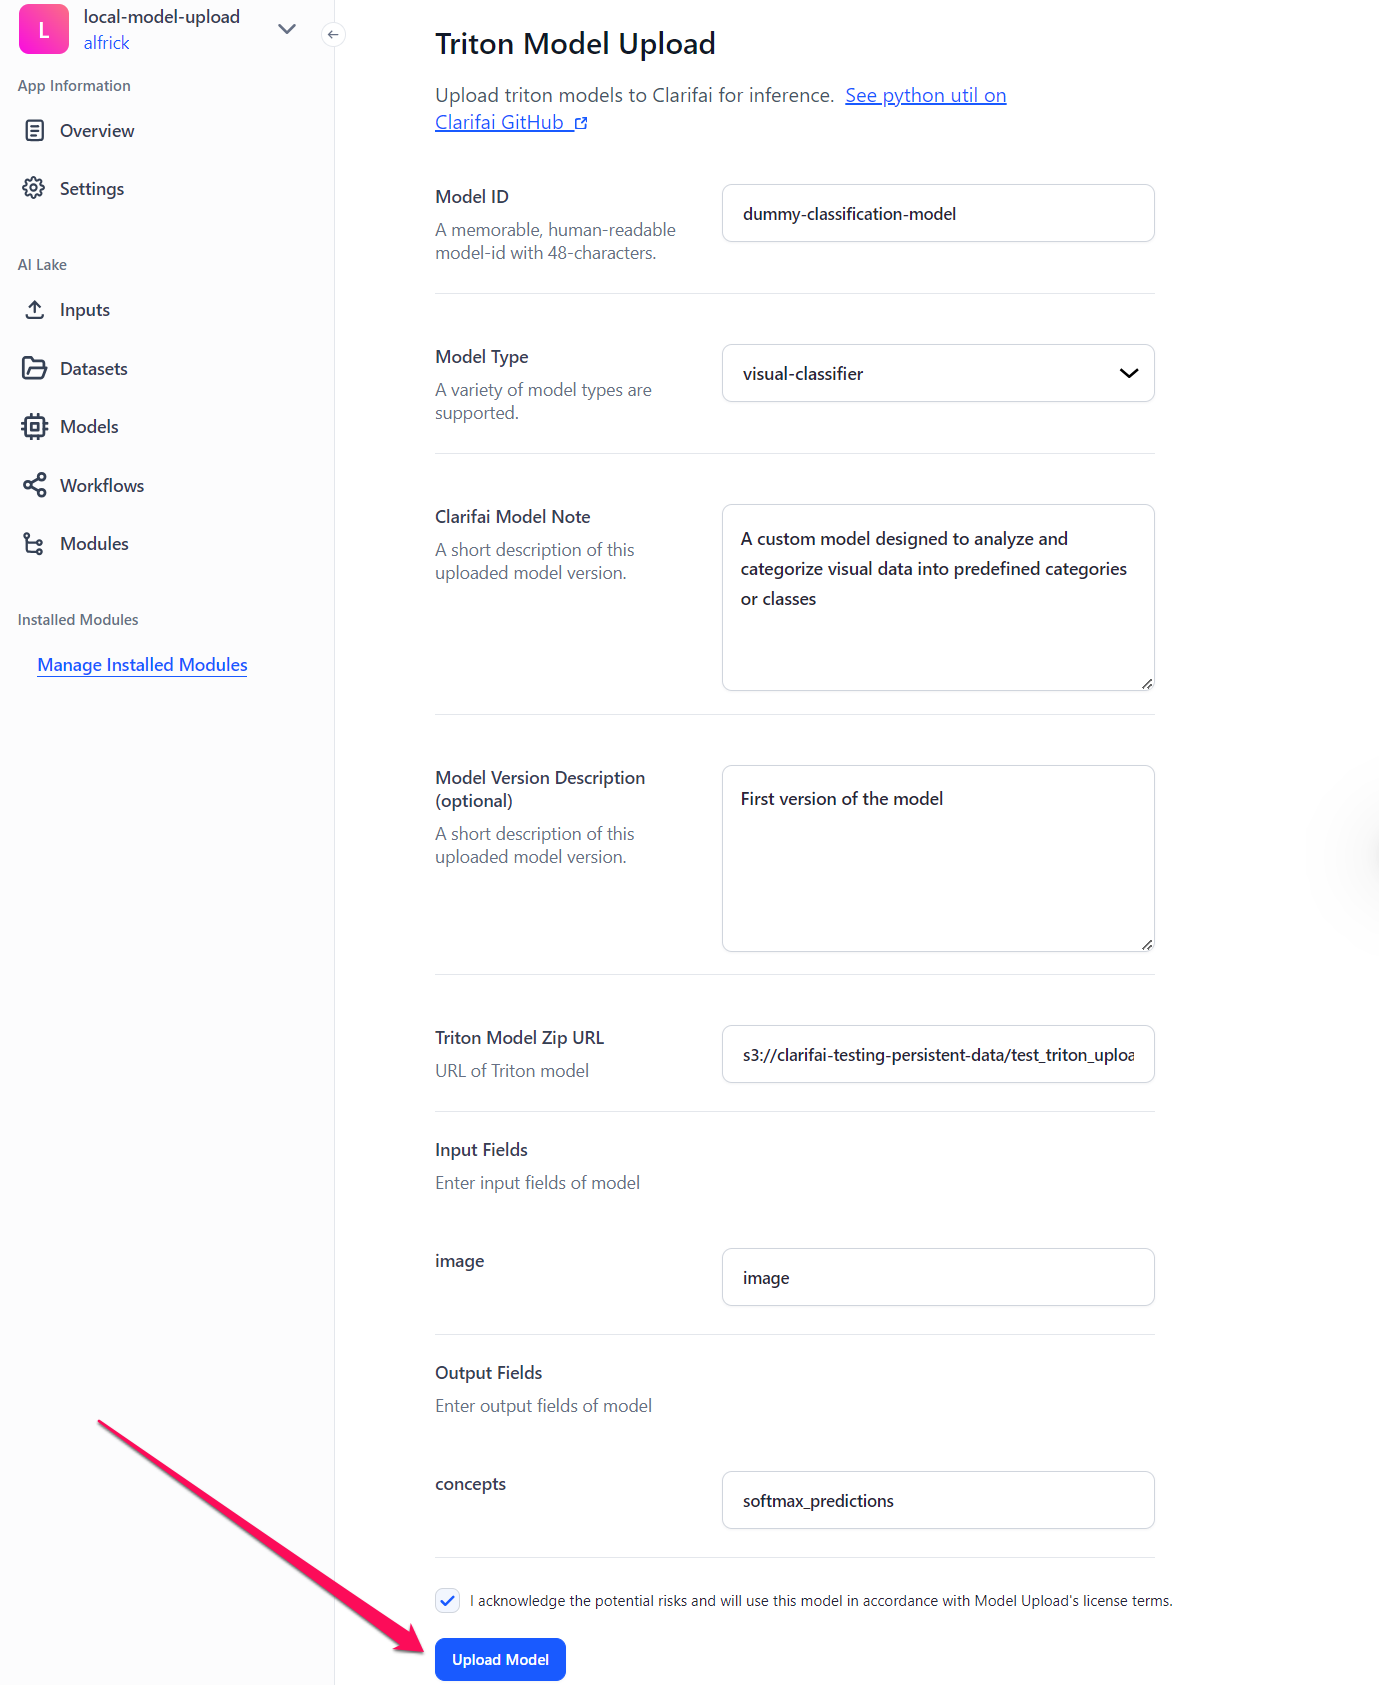 L
local-model-upload
alfrick
App Information
Overview
Settings
AI Lake
Inputs
Datasets
Models
Workflows
Modules
Installed Modules
Manage Installed Modules
Triton Model Upload
Upload triton models to Clarifai for inference. See python util on
Clarifai GitHub
Model ID
A memorable, human-readable
model-id with 48-characters.
dummy-classification-model
Model Type
A variety of model types are
supported.
visual-classifier
Clarifai Model Note
A short description of this
uploaded model version.
A custom model designed to analyze and
categorize visual data into predefined categories
or classes
Model Version Description
(optional)
A short description of this
uploaded model version.
First version of the model
Triton Model Zip URL
URL of Triton model
s3://clarifai-testing-persistent-data/test_triton_uploa
Input Fields
Enter input fields of model
image
image
Output Fields
Enter output fields of model
concepts
softmax_predictions
I acknowledge the potential risks and will use this model in accordance with Model Upload's license terms.
Upload Model